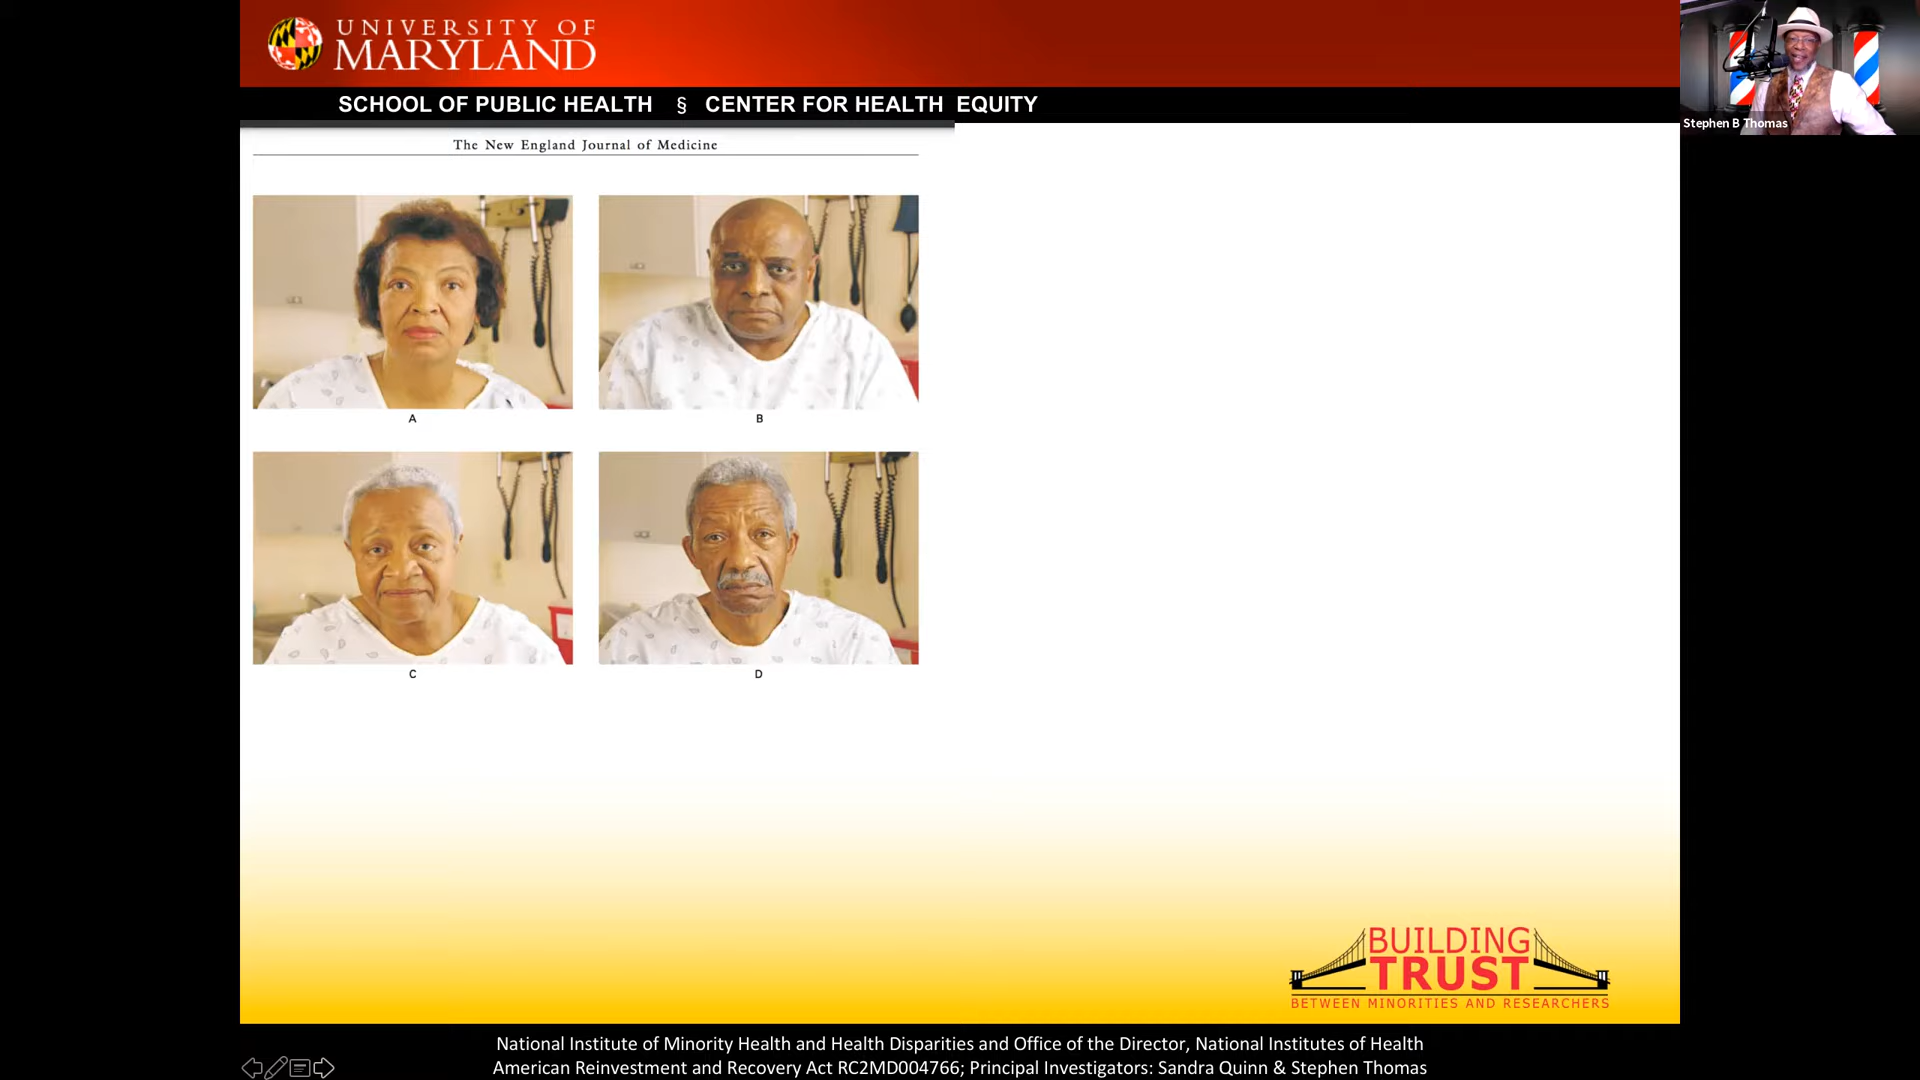 UNIVERSITY OF
MARYLAND
SCHOOL OF PUBLIC HEALTH § CENTER FOR HEALTH EQUITY
Stephen B Thomas
The New England Journal of Medicine
A
B
C
D
BUILDING
TRUST
BETWEEN MINORITIES AND RESEARCHERS
National Institute of Minority Health and Health Disparities and Office of the Director, National Institutes of Health
American Reinvestment and Recovery Act RC2MD004766; Principal Investigators: Sandra Quinn & Stephen Thomas